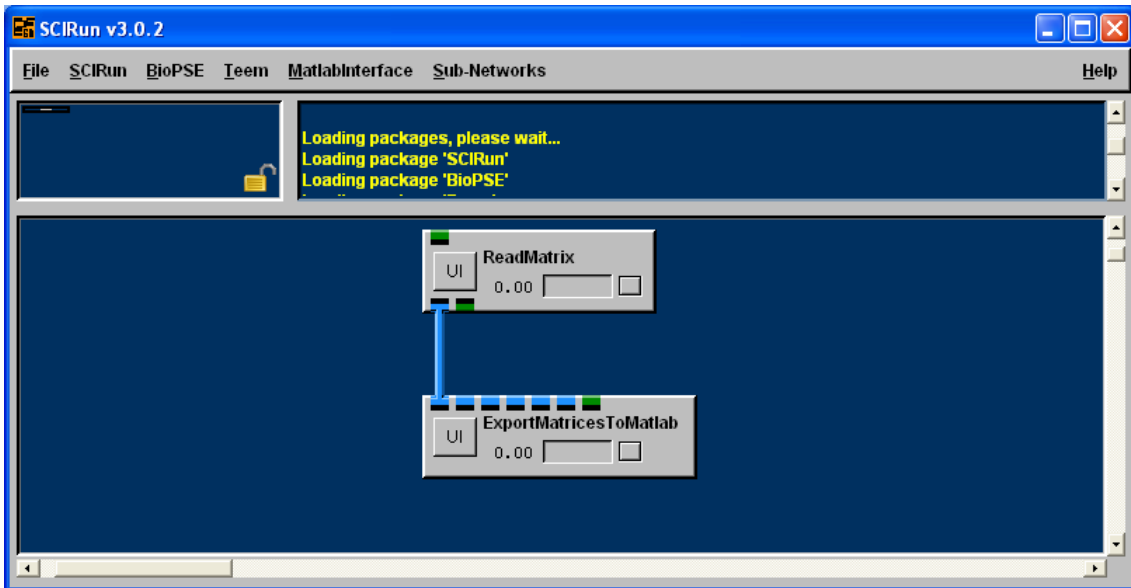 SCIRun v3.0.2
File SCIRun BioPSE Teem MatlabInterface Sub-Networks Help
Loading packages, please wait...
Loading package 'SCIRun'
Loading package 'BioPSE'
ReadMatrix
UI
0.00
ExportMatricesToMatlab
UI
0.00